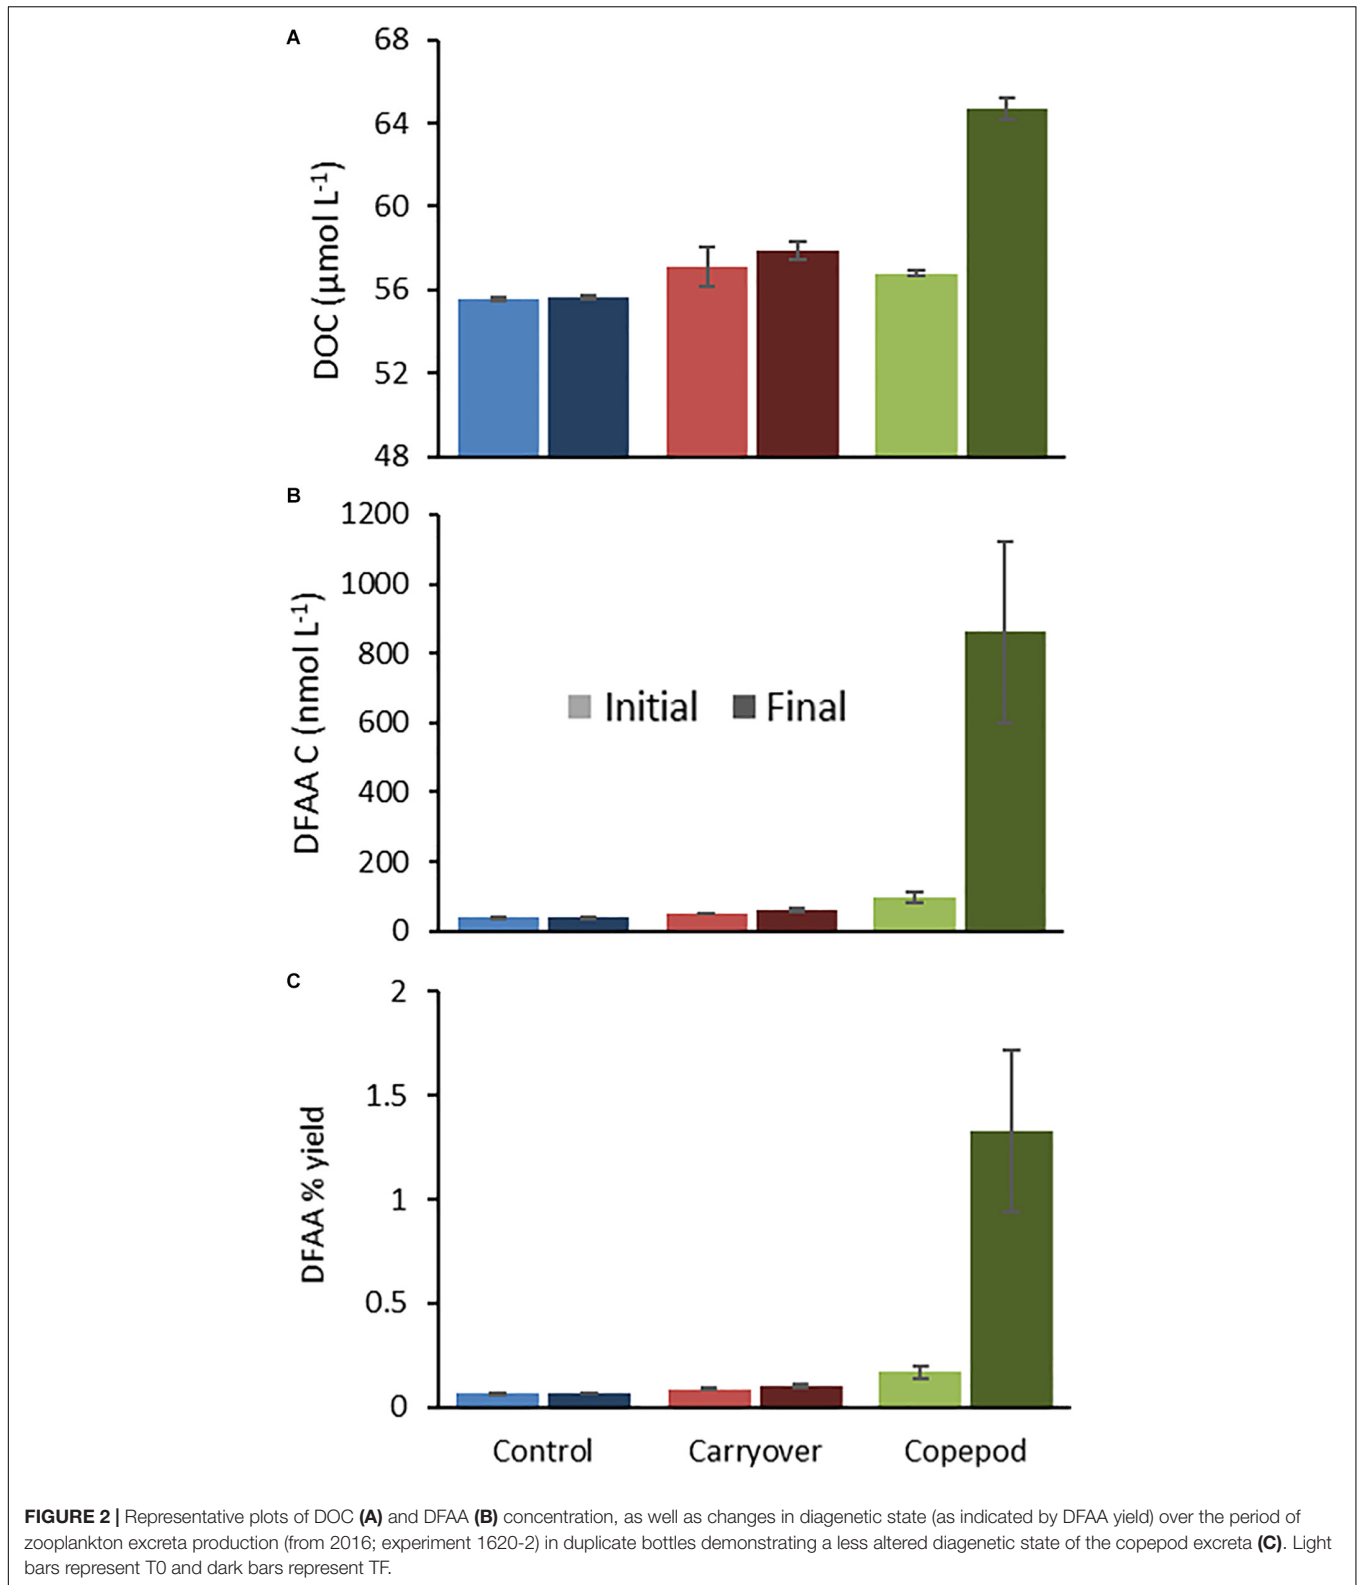 A
68
64
60
56
52
48
DOC (µmol L-1)
B
1200
1000
800
600
400
200
0
DFAA C (nmol L-1)
Initial Final
C
2
1.5
1
0.5
0
DFAA % yield
Control Carryover Copepod
FIGURE 2 | Representative plots of DOC (A) and DFAA (B) concentration, as well as changes in diagenetic state (as indicated by DFAA yield) over the period of
zooplankton excreta production (from 2016; experiment 1620-2) in duplicate bottles demonstrating a less altered diagenetic state of the copepod excreta (C). Light
bars represent T0 and dark bars represent TF.